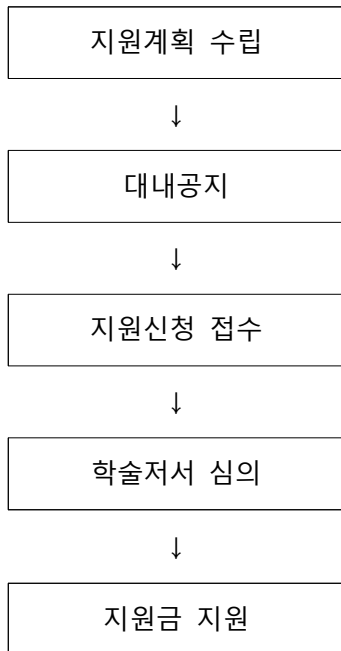 지원계획 수립
↓
대내공지
↓
지원신청 접수
↓
학술저서 심의
↓
지원금 지원